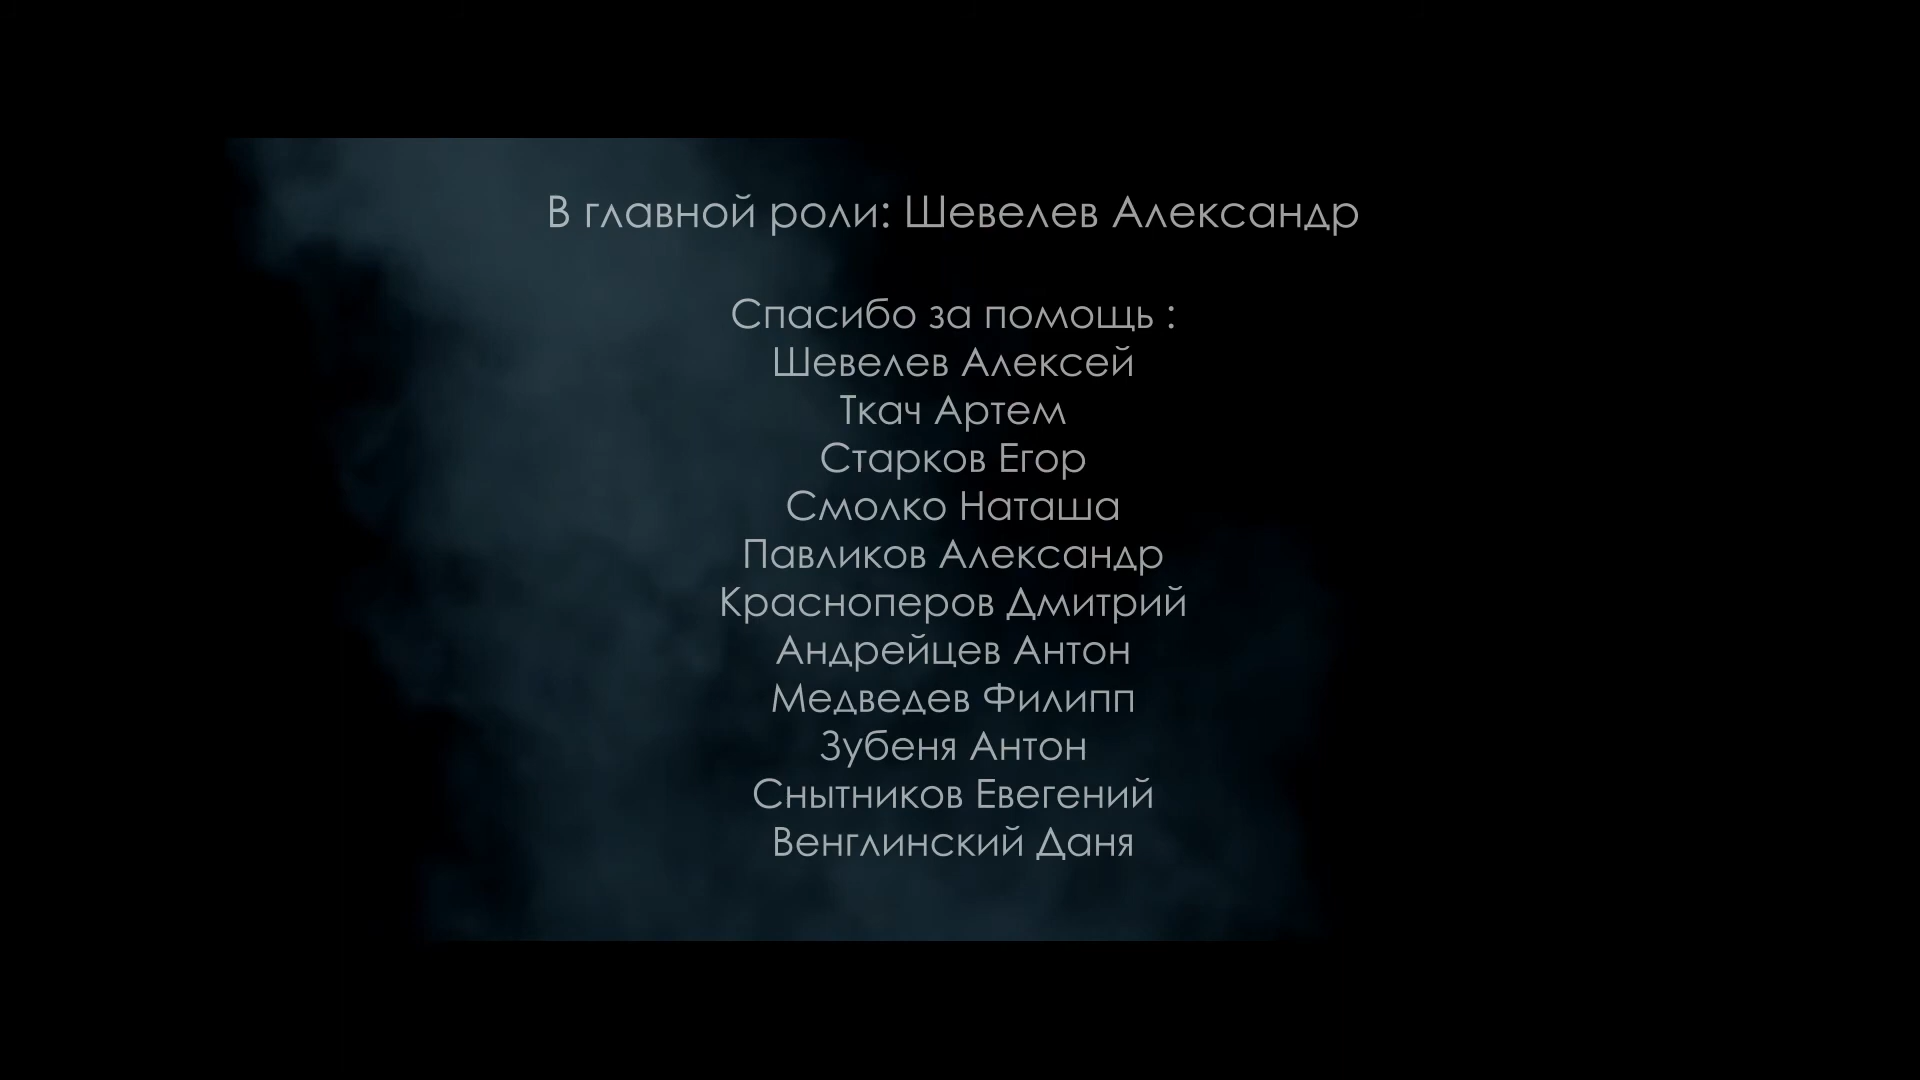 В главной роли: Шевелев Александр
Спасибо за помощь :
Шевелев Алексей
Ткач Артем
Старков Егор
Смолко Наташа
Павликов Александр
Красноперов Дмитрий
Андрейцев Антон
Медведев Филипп
Зубеня Антон
Снытников Евегений
Венглинский Даня